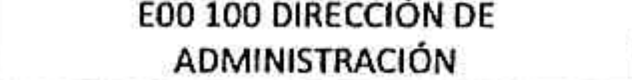 E00 100 DIRECCIÓN DE
ADMINISTRACIÓN